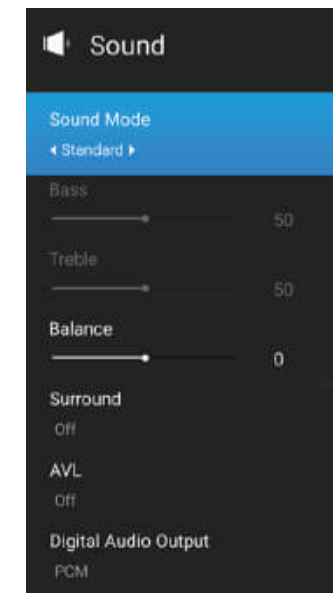 Sound
Sound Mode
Standard
Bass
50
Treble
50
Balance
0
Surround
Off
AVL
Off
Digital Audio Output
PCM